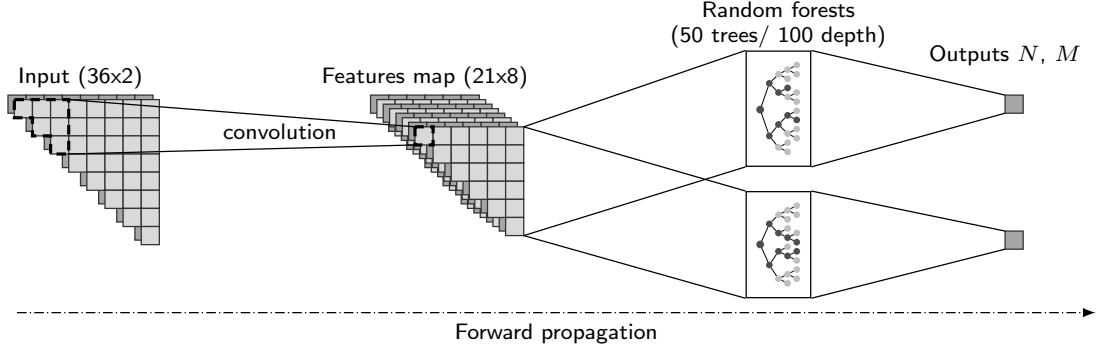 Random forests
(50 trees/ 100 depth)
Outputs N, M
Input (36x2)
Features map (21x8)
convolution
Forward propagation